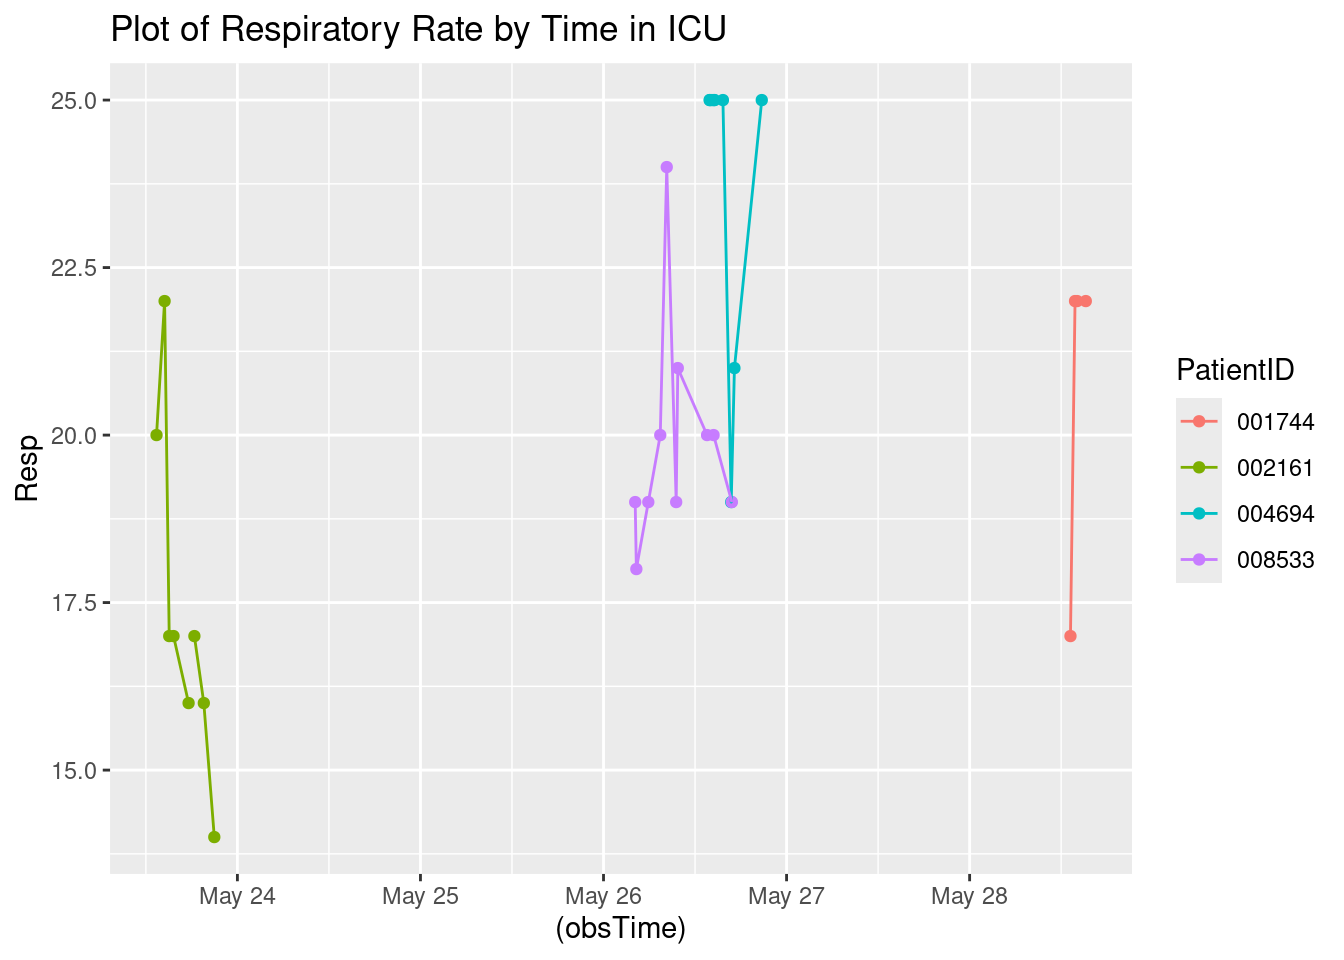 Plot of Respiratory Rate by Time in ICU
25.0
22.5
20.0
17.5
15.0
Resp
May 24
May 25
May 26
May 27
May 28
(obsTime)
PatientID
001744
002161
004694
008533